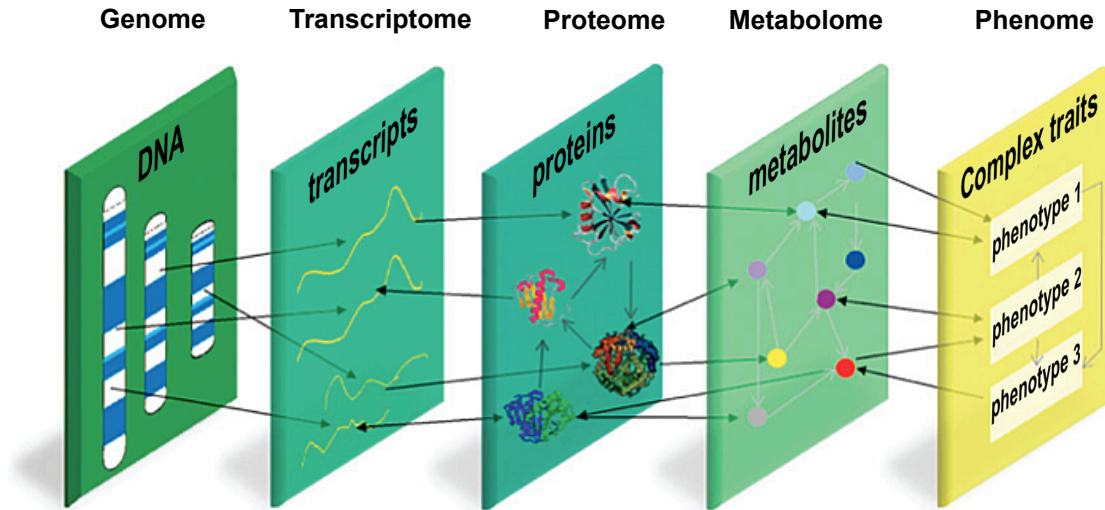 Genome
Transcriptome
Proteome
Metabolome
Phenome
DNA
transcripts
proteins
metabolites
Complex traits
phenotype 1
phenotype 2
phenotype 3